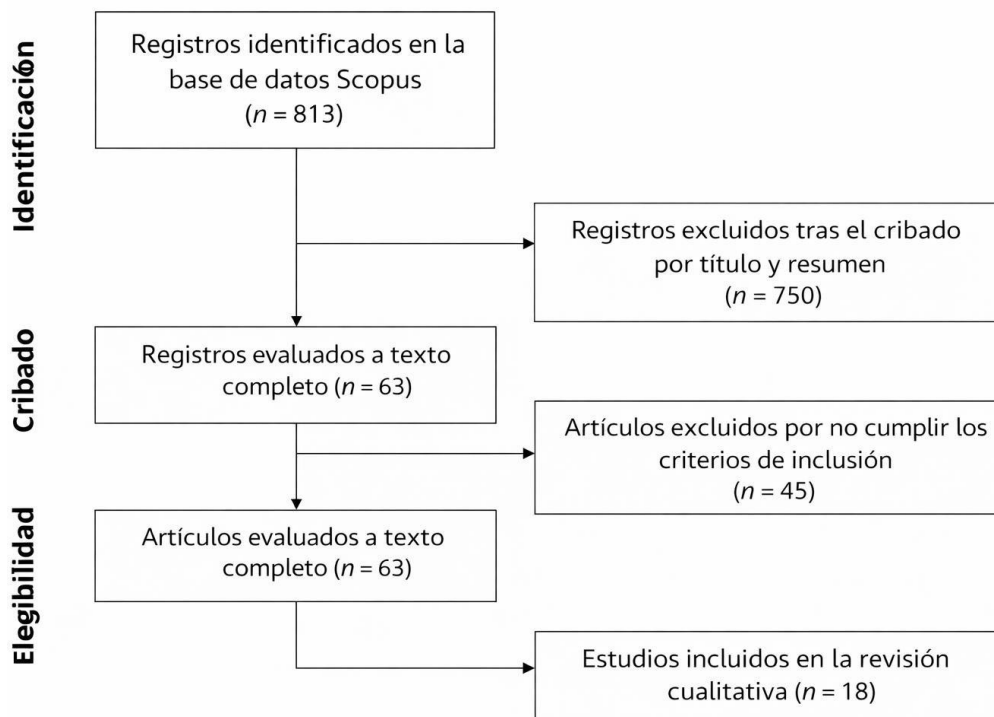 Identificación
Registros identificados en la
base de datos Scopus
(n = 813)
Registros excluidos tras el cribado
por título y resumen
(n = 750)
Cribado
Registros evaluados a texto
completo (n = 63)
Artículos excluidos por no cumplir los
criterios de inclusión
(n = 45)
Elegibilidad
Artículos evaluados a texto
completo (n = 63)
Estudios incluidos en la revisión
cualitativa (n = 18)